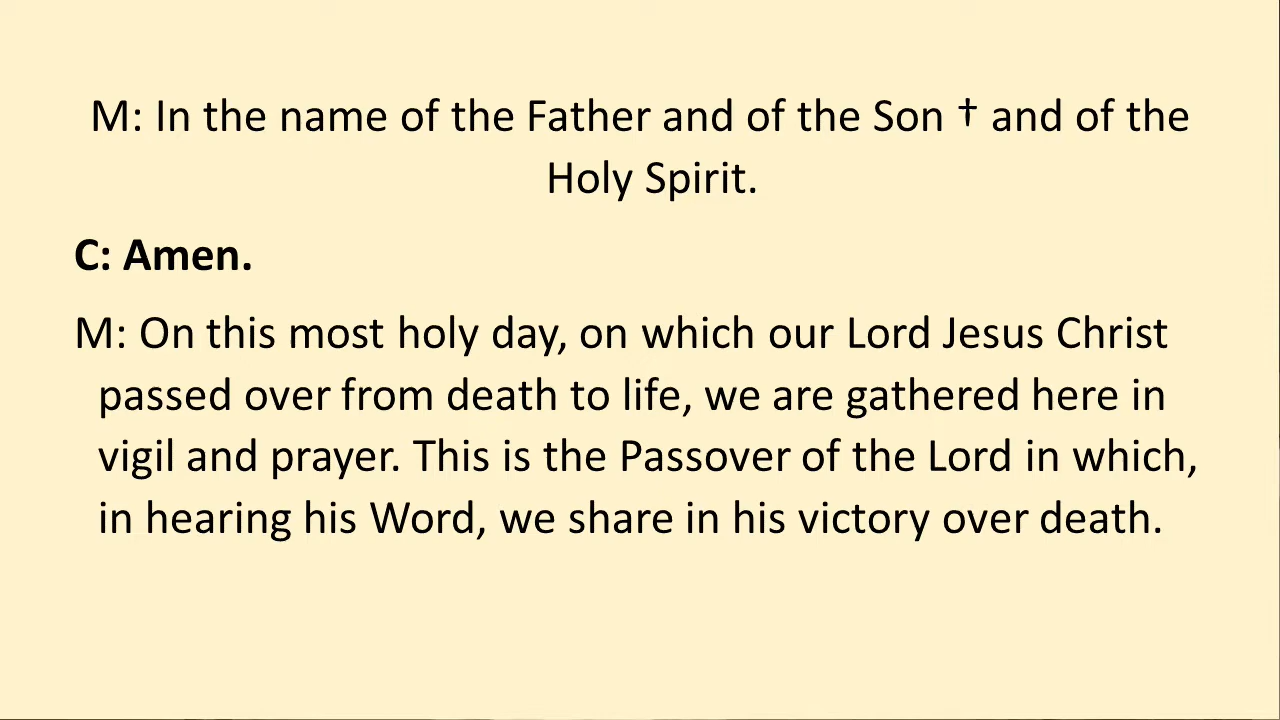 M: In the name of the Father and of the Son † and of the
Holy Spirit.
C: Amen.
M: On this most holy day, on which our Lord Jesus Christ
passed over from death to life, we are gathered here in
vigil and prayer. This is the Passover of the Lord in which,
in hearing his Word, we share in his victory over death.